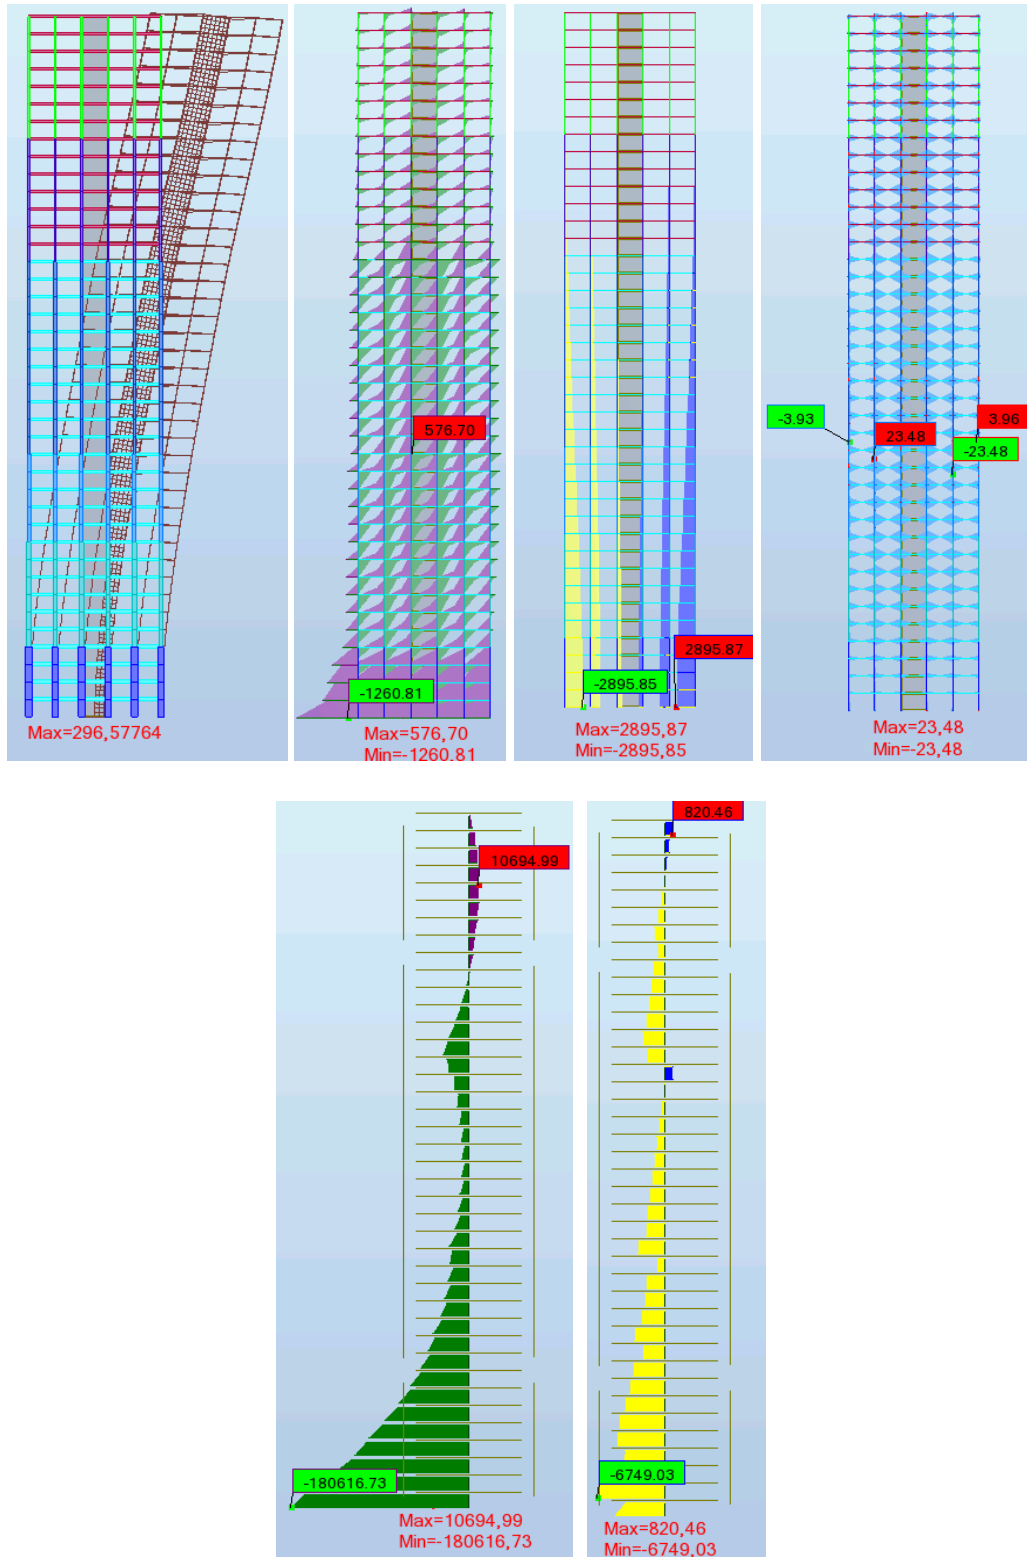 576.70
-1260.81
2895.87
-2895.85
-3.93
23.48
3.96
-23.48
Max=296,57764
Max=576,70
Min=-1260,81
Max=2895,87
Min=-2895,85
Max=23,48
Min=-23,48
820.46
10694.99
-180616.73
-6749.03
Max=10694,99
Min=-180616,73
Max=820,46
Min=-6749,03